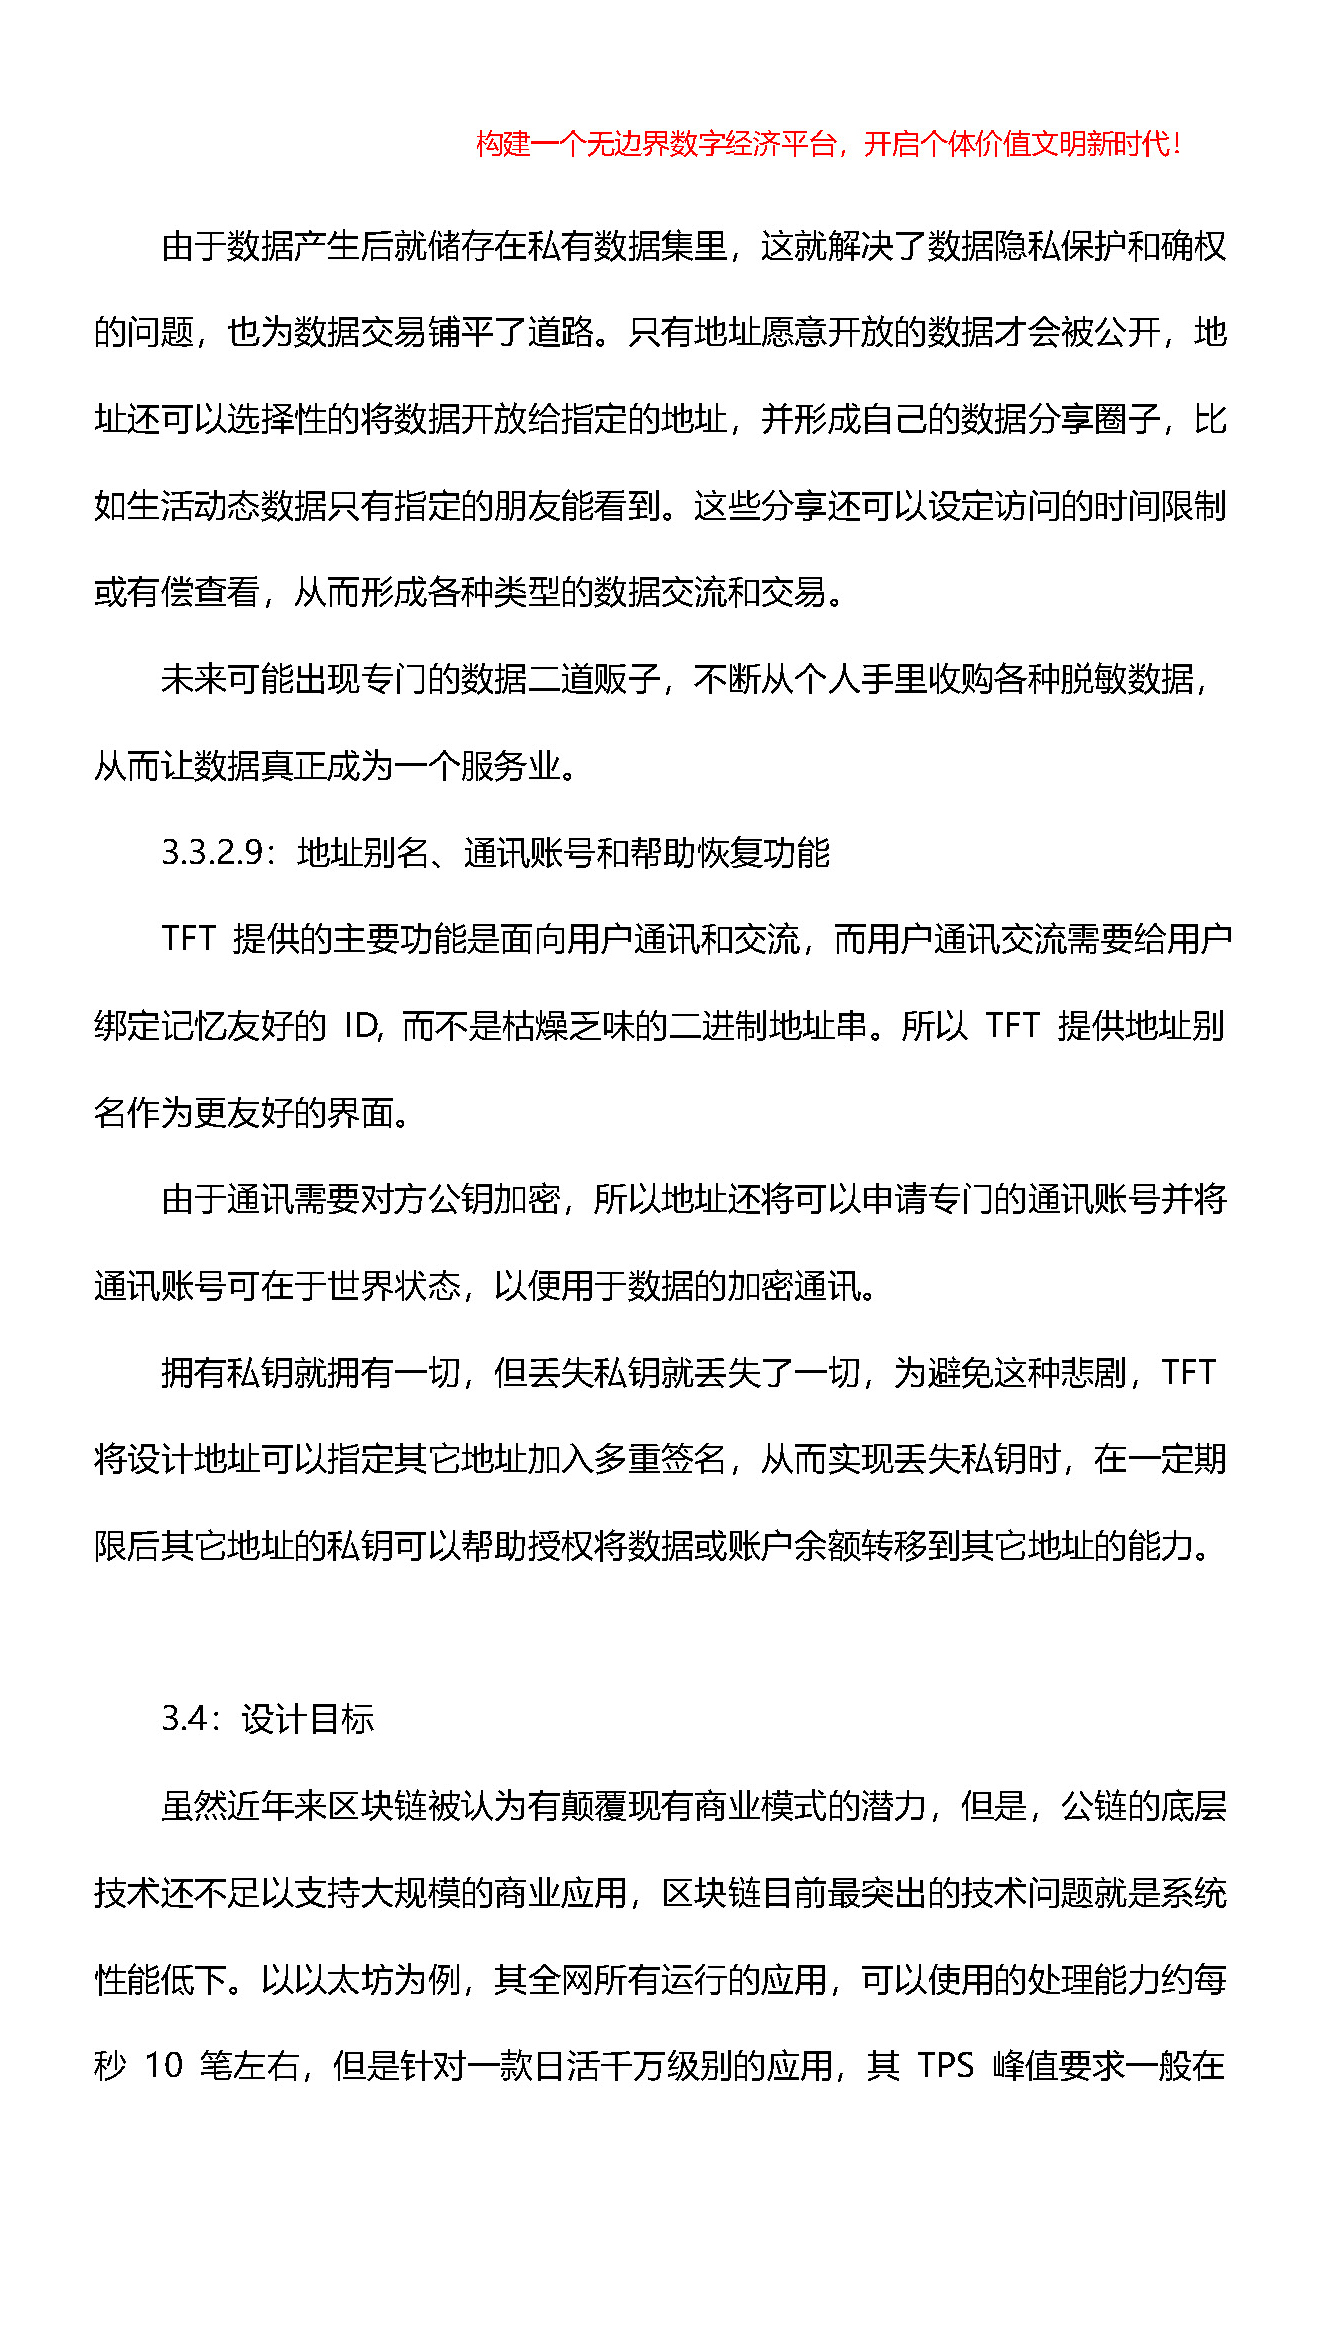 构建一个无边界数字经济平台，开启个体价值文明新时代！
由于数据产生后就储存在私有数据集里，这就解决了数据隐私保护和确权
的问题，也为数据交易铺平了道路。只有地址愿意开放的数据才会被公开，地
址还可以选择性的将数据开放给指定的地址，并形成自己的数据分享圈子，比
如生活动态数据只有指定的朋友能看到。这些分享还可以设定访问的时间限制
或有偿查看，从而形成各种类型的数据交流和交易。
未来可能出现专门的数据二道贩子，不断从个人手里收购各种脱敏数据，
从而让数据真正成为一个服务业。
3.3.2.9：地址别名、通讯账号和帮助恢复功能
TFT 提供的主要功能是面向用户通讯和交流，而用户通讯交流需要给用户
绑定记忆友好的 ID, 而不是枯燥乏味的二进制地址串。所以 TFT 提供地址别
名作为更友好的界面。
由于通讯需要对方公钥加密，所以地址还将可以申请专门的通讯账号并将
通讯账号可在于世界状态，以便用于数据的加密通讯。
拥有私钥就拥有一切，但丢失私钥就丢失了一切，为避免这种悲剧，TFT
将设计地址可以指定其它地址加入多重签名，从而实现丢失私钥时，在一定期
限后其它地址的私钥可以帮助授权将数据或账户余额转移到其它地址的能力。
3.4：设计目标
虽然近年来区块链被认为有颠覆现有商业模式的潜力，但是，公链的底层
技术还不足以支持大规模的商业应用，区块链目前最突出的技术问题就是系统
性能低下。以以太坊为例，其全网所有运行的应用，可以使用的处理能力约每
秒 10 笔左右，但是针对一款日活千万级别的应用，其 TPS 峰值要求一般在